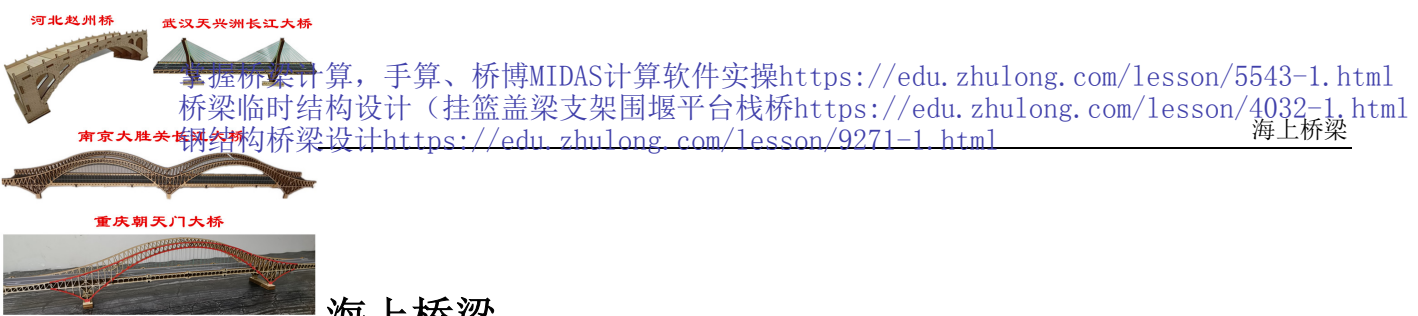 河北赵州桥
武汉天兴洲长江大桥
掌握桥梁计算，手算、桥博MIDAS计算软件实操https://edu.zhulong.com/lesson/5543-1.html
桥梁临时结构设计（挂篮盖梁支架围堰平台栈桥https://edu.zhulong.com/lesson/4032-1.html
南京大胜关长江大桥
钢结构桥梁设计https://edu.zhulong.com/lesson/9271-1.html
海上桥梁
重庆朝天门大桥
海上桥梁